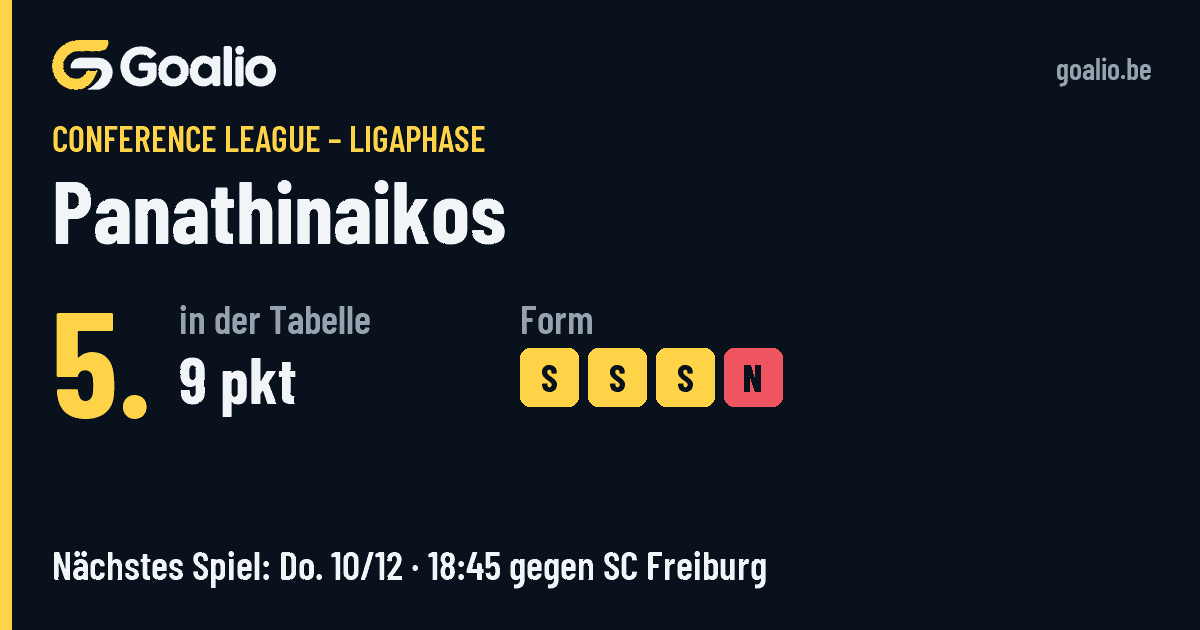 Goalio
goalio.be
CONFERENCE LEAGUE – LIGAPHASE
Panathinaikos
5.
in der Tabelle
9 pkt
Form
S S S N
Nächstes Spiel: Do. 10/12 · 18:45 gegen SC Freiburg